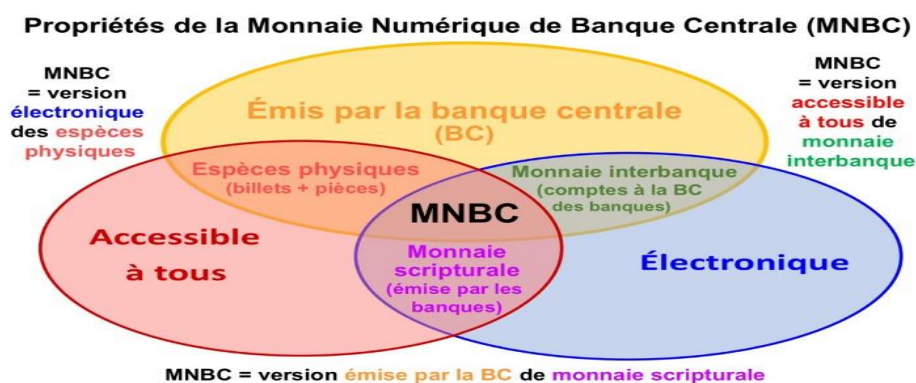 Propriétés de la Monnaie Numérique de Banque Centrale (MNBC)
MNBC
= version
électronique
des espèces
physiques
MNBC
= version
accessible
à tous de
monnaie
interbanque
Émis par la banque centrale
(BC)
Espèces physiques
(billets + pièces)
Monnaie interbanque
(comptes à la BC
des banques)
MNBC
Accessible
à tous
Monnaie
scripturale
(émise par les
banques)
Électronique
MNBC = version émise par la BC de monnaie scripturale